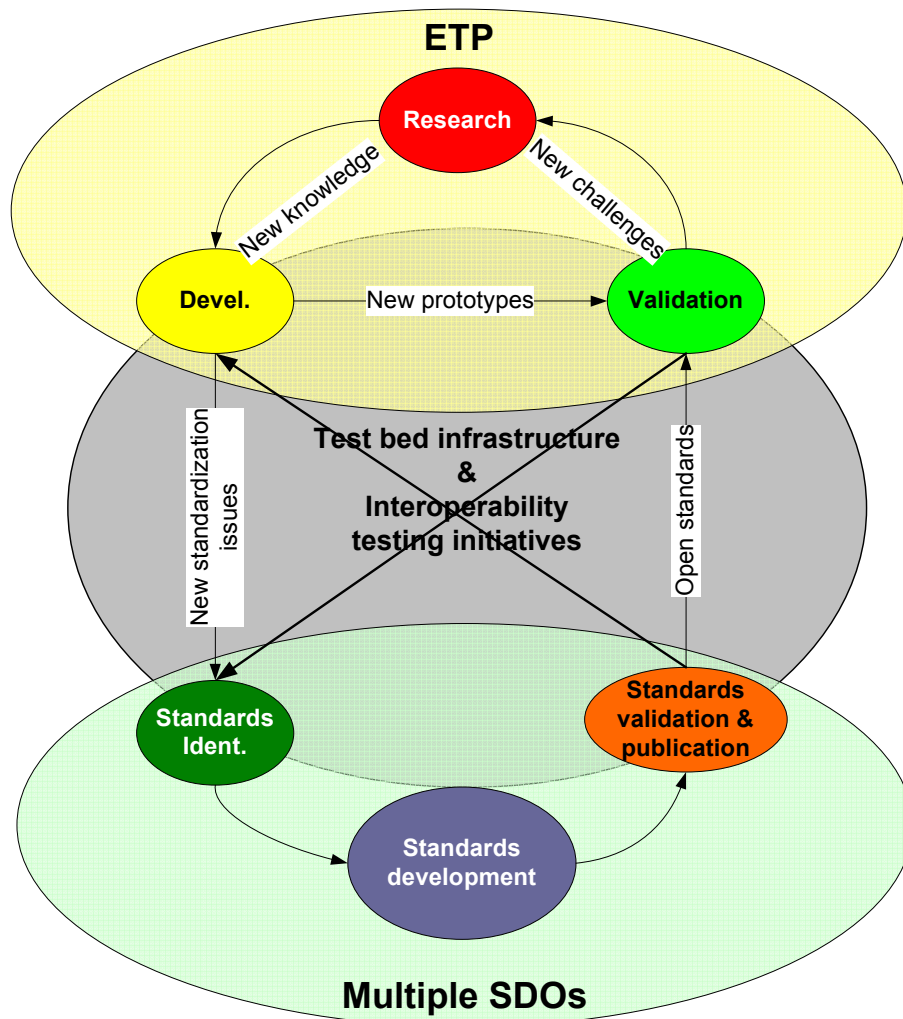 ETP
Research
New knowledge
New challenges
Devel.
New prototypes
Validation
Test bed infrastructure
&
Interoperability
testing initiatives
New standardization
issues
Open standards
Standards
Ident.
Standards
validation &
publication
Standards
development
Multiple SDOs